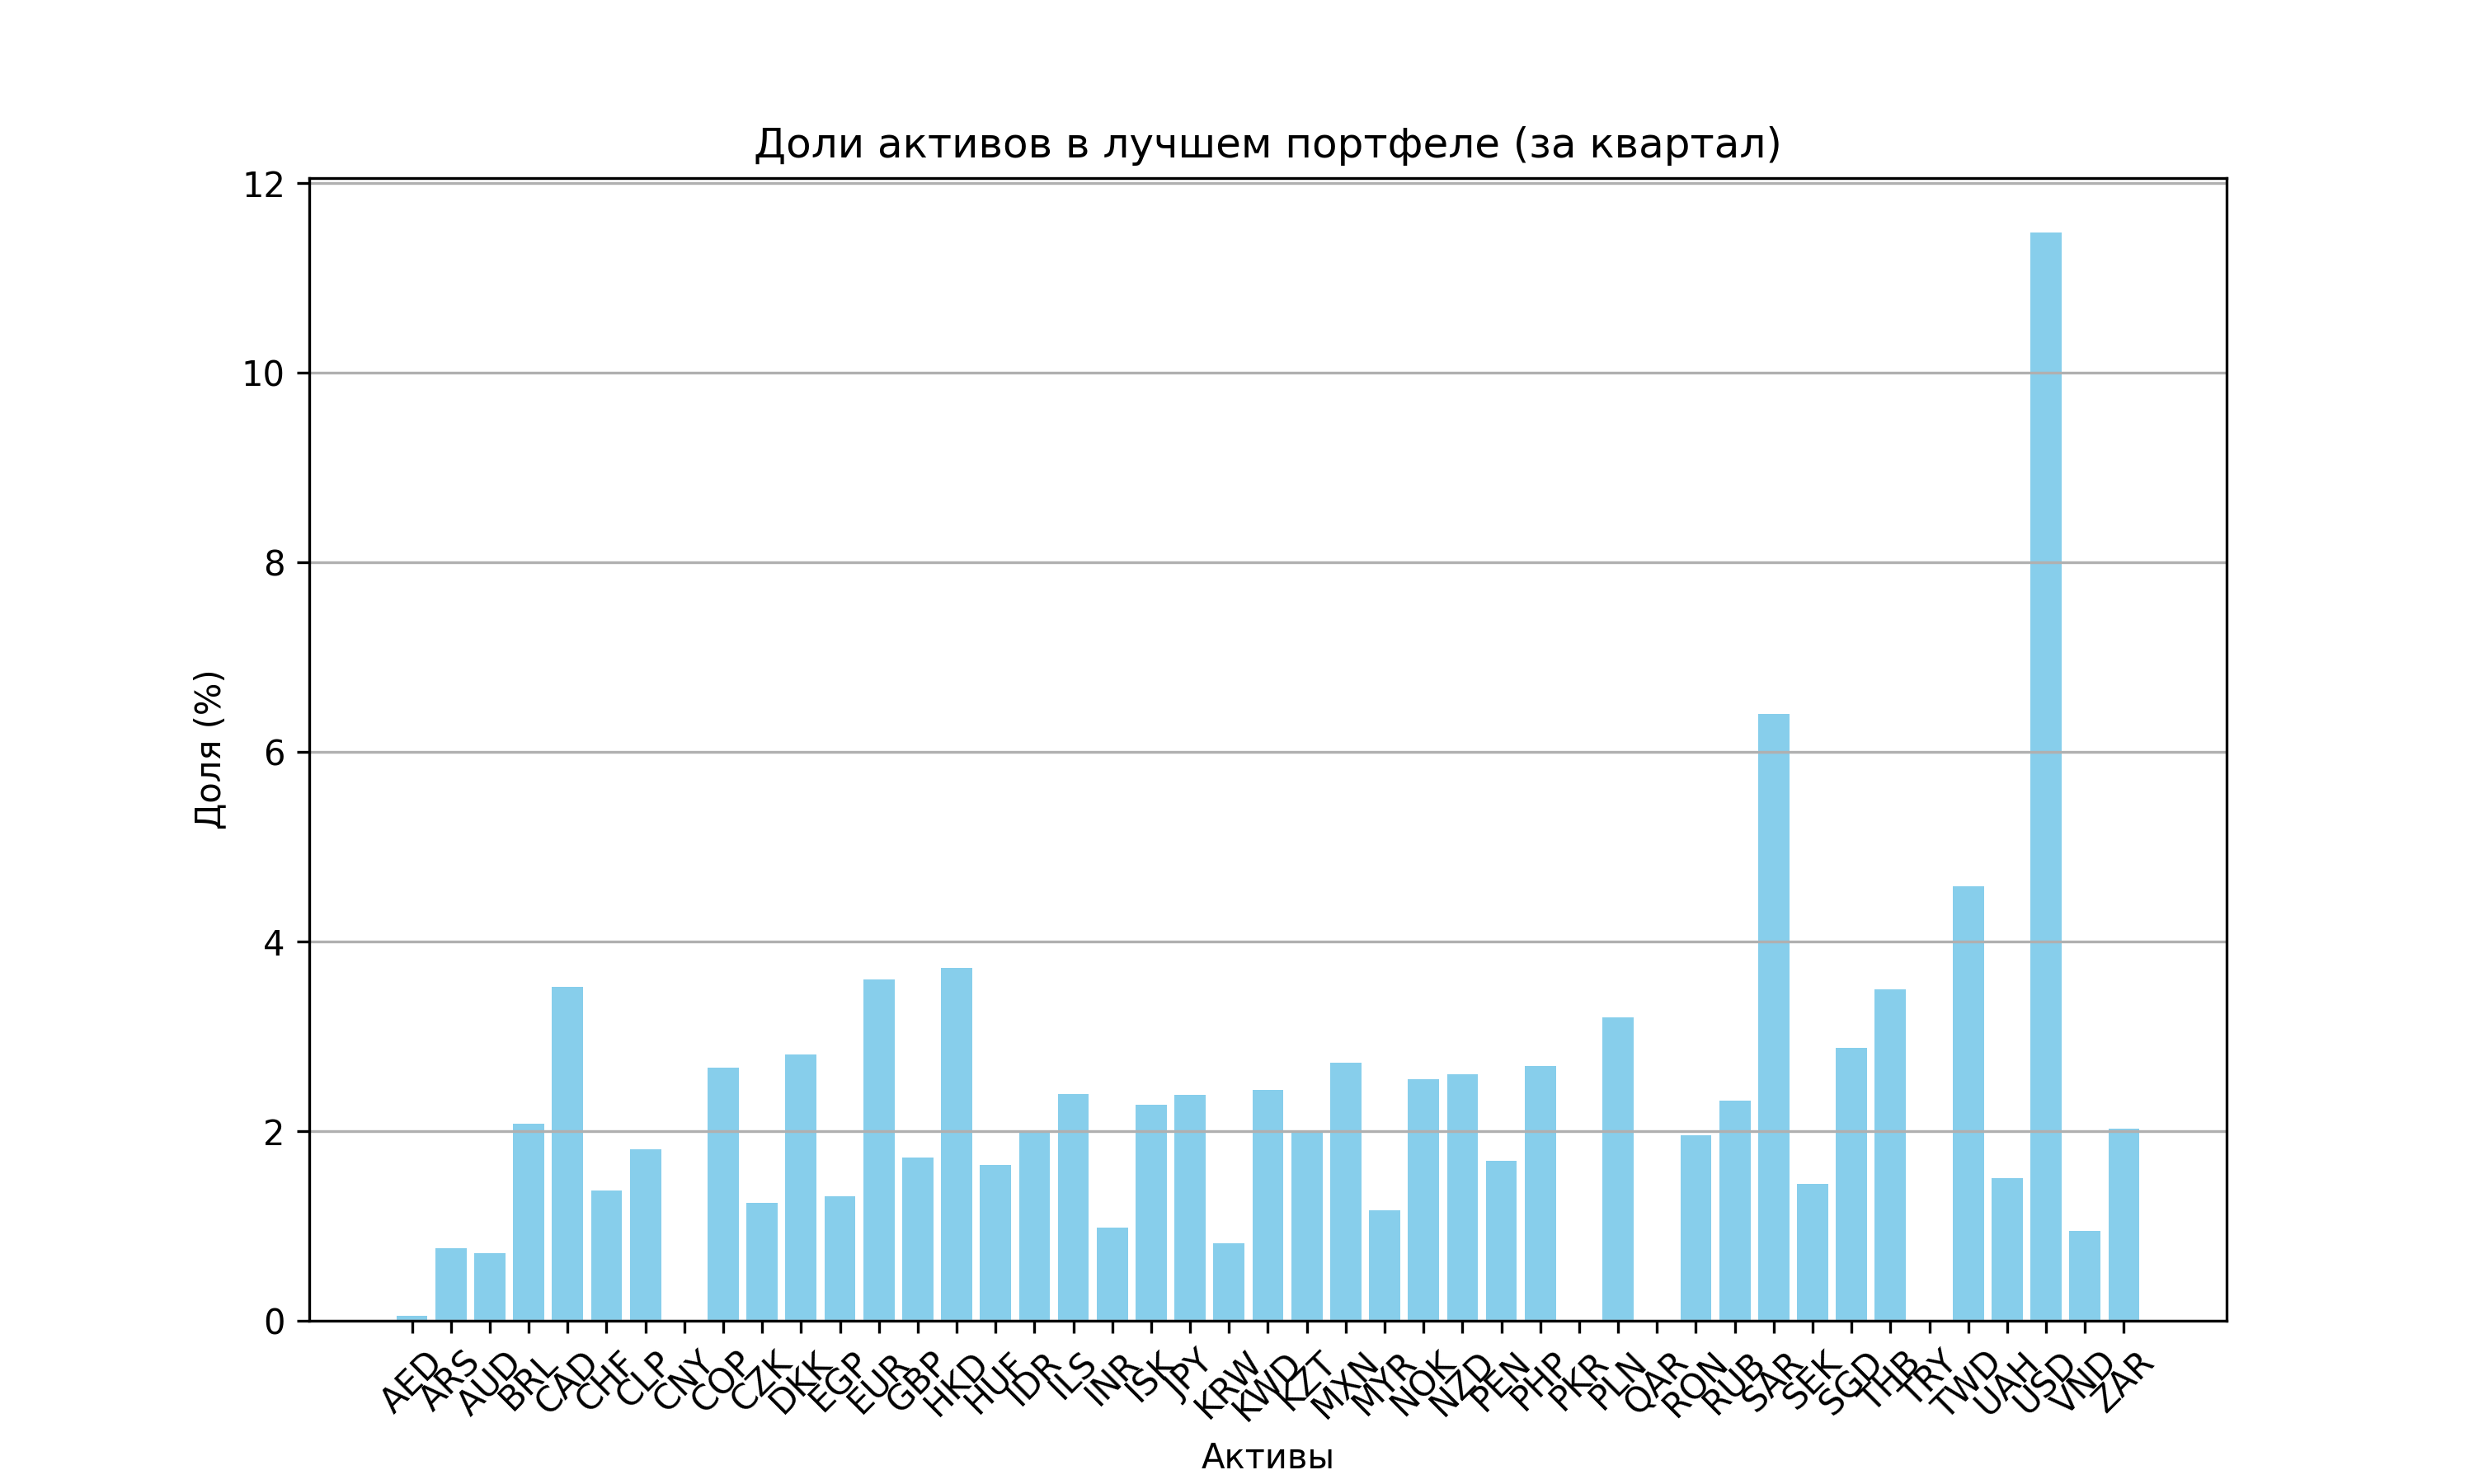 Доли активов в лучшем портфеле (за квартал)
12
10
8
6
4
2
0
Доля (%)
AED ARS AUD BRL CAD CHF CLP CNY COP CZK DKK EGP EUR GBP HKD HUF IDR ILS INR ISK JPY KRW KWD KZT MXN MYR NOK NZD PEN PHP PKR PLN QAR RON RUB SAR SEK SGD THB TRY TWD UAH USD VND ZAR
Активы